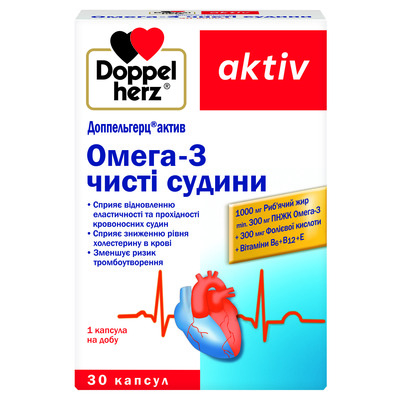 Doppel
herz®
aktiv
Доппельгерц® актив
Омега-3
чисті судини
• Сприяє відновленню
еластичності та прохідності
кровоносних судин
• Сприяє зниженню рівня
холестерину в крові
• Зменшує ризик
тромбоутворення
1000 мг Риб'ячий жир
min. 300 мг ПНЖК Омега-3
+ 300 мкг Фолієвої кислоти
+ Вітаміни B6+B12+E
1 капсула
на добу
30 капсул